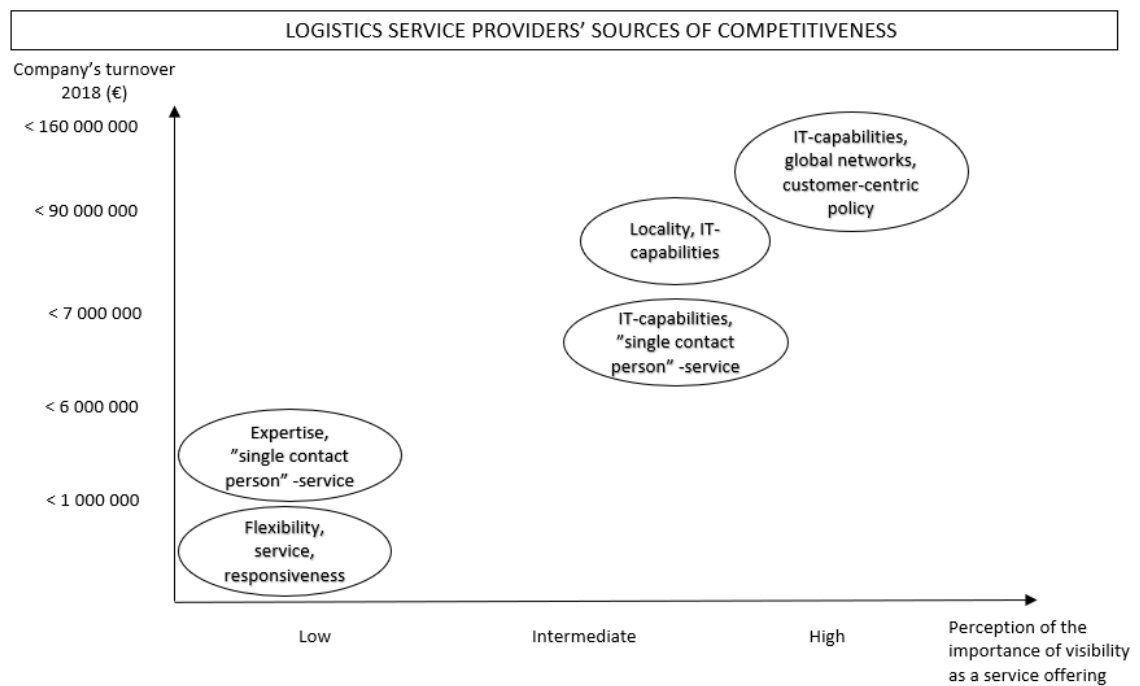 LOGISTICS SERVICE PROVIDERS’ SOURCES OF COMPETITIVENESS
Company’s turnover
2018 (€)
< 160 000 000
IT-capabilities,
global networks,
customer-centric
policy
< 90 000 000
Locality, IT-
capabilities
< 7 000 000
IT-capabilities,
”single contact
person” -service
< 6 000 000
Expertise,
”single contact
person” -service
< 1 000 000
Flexibility,
service,
responsiveness
Low
Intermediate
High
Perception of the
importance of visibility
as a service offering